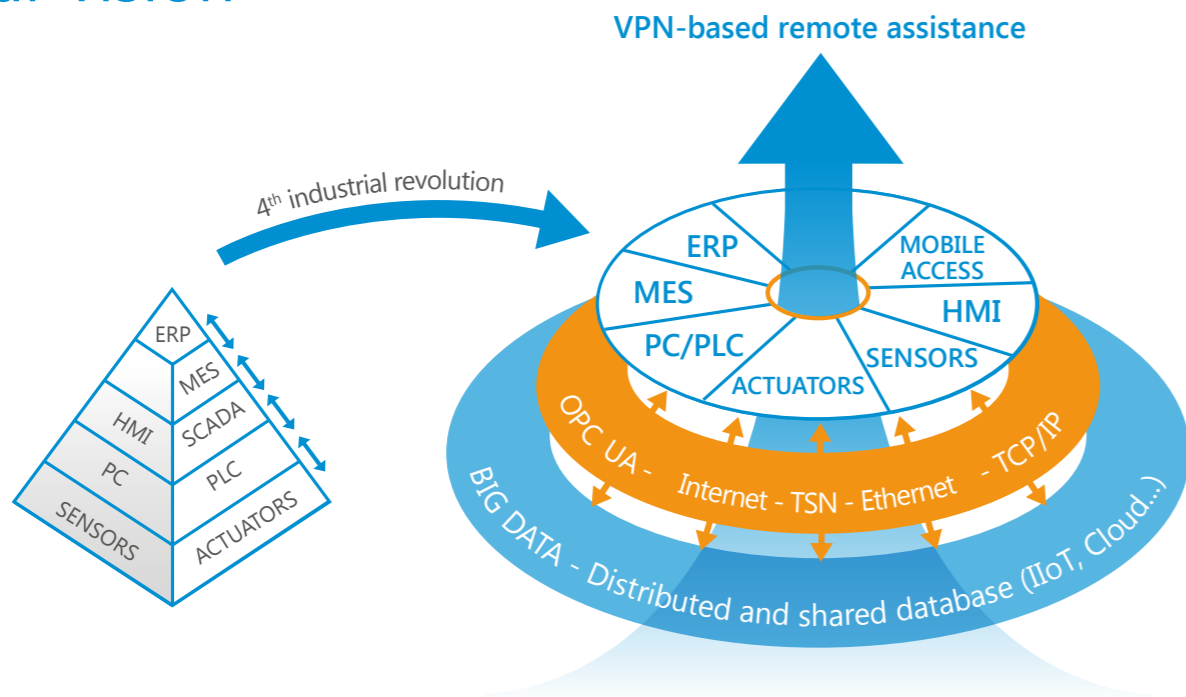 VPN-based remote assistance
4th industrial revolution
ERP
MES
HMI
SCADA
PC
PLC
SENSORS
ACTUATORS
ERP
MOBILE
ACCESS
MES
HMI
PC/PLC
SENSORS
ACTUATORS
OPC UA - Internet - TSN - Ethernet - TCP/IP
BIG DATA - Distributed and shared database (IIoT, Cloud...)